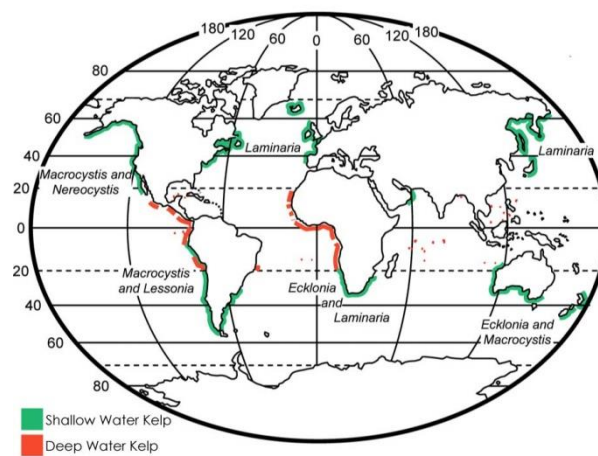 180 180
120 60 0 60 120
80
60
40
20
0
20
40
60
80
Macrocystis and
Nereocystis
Laminaria
Laminaria
Macrocystis
and Lessonia
Ecklonia
and
Laminaria
Ecklonia and
Macrocystis
Shallow Water Kelp
Deep Water Kelp